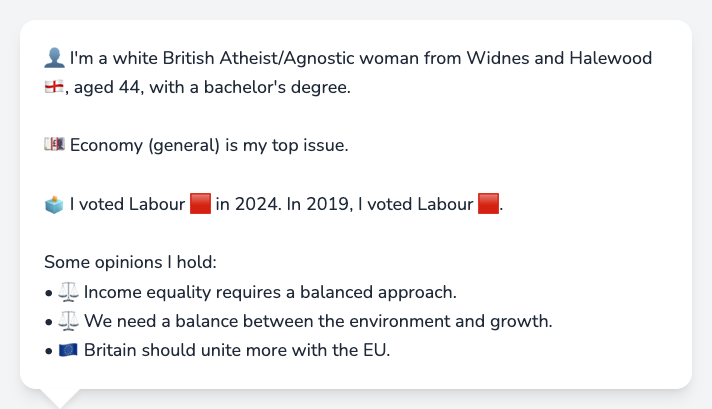 👤 I'm a white British Atheist/Agnostic woman from Widnes and Halewood
🏴󠁧󠁢󠁥󠁮󠁧󠁿, aged 44, with a bachelor's degree.
💷 Economy (general) is my top issue.
🗳️ I voted Labour 🟥 in 2024. In 2019, I voted Labour 🟥.
Some opinions I hold:
• ⚖️ Income equality requires a balanced approach.
• ⚖️ We need a balance between the environment and growth.
• 🇪🇺 Britain should unite more with the EU.